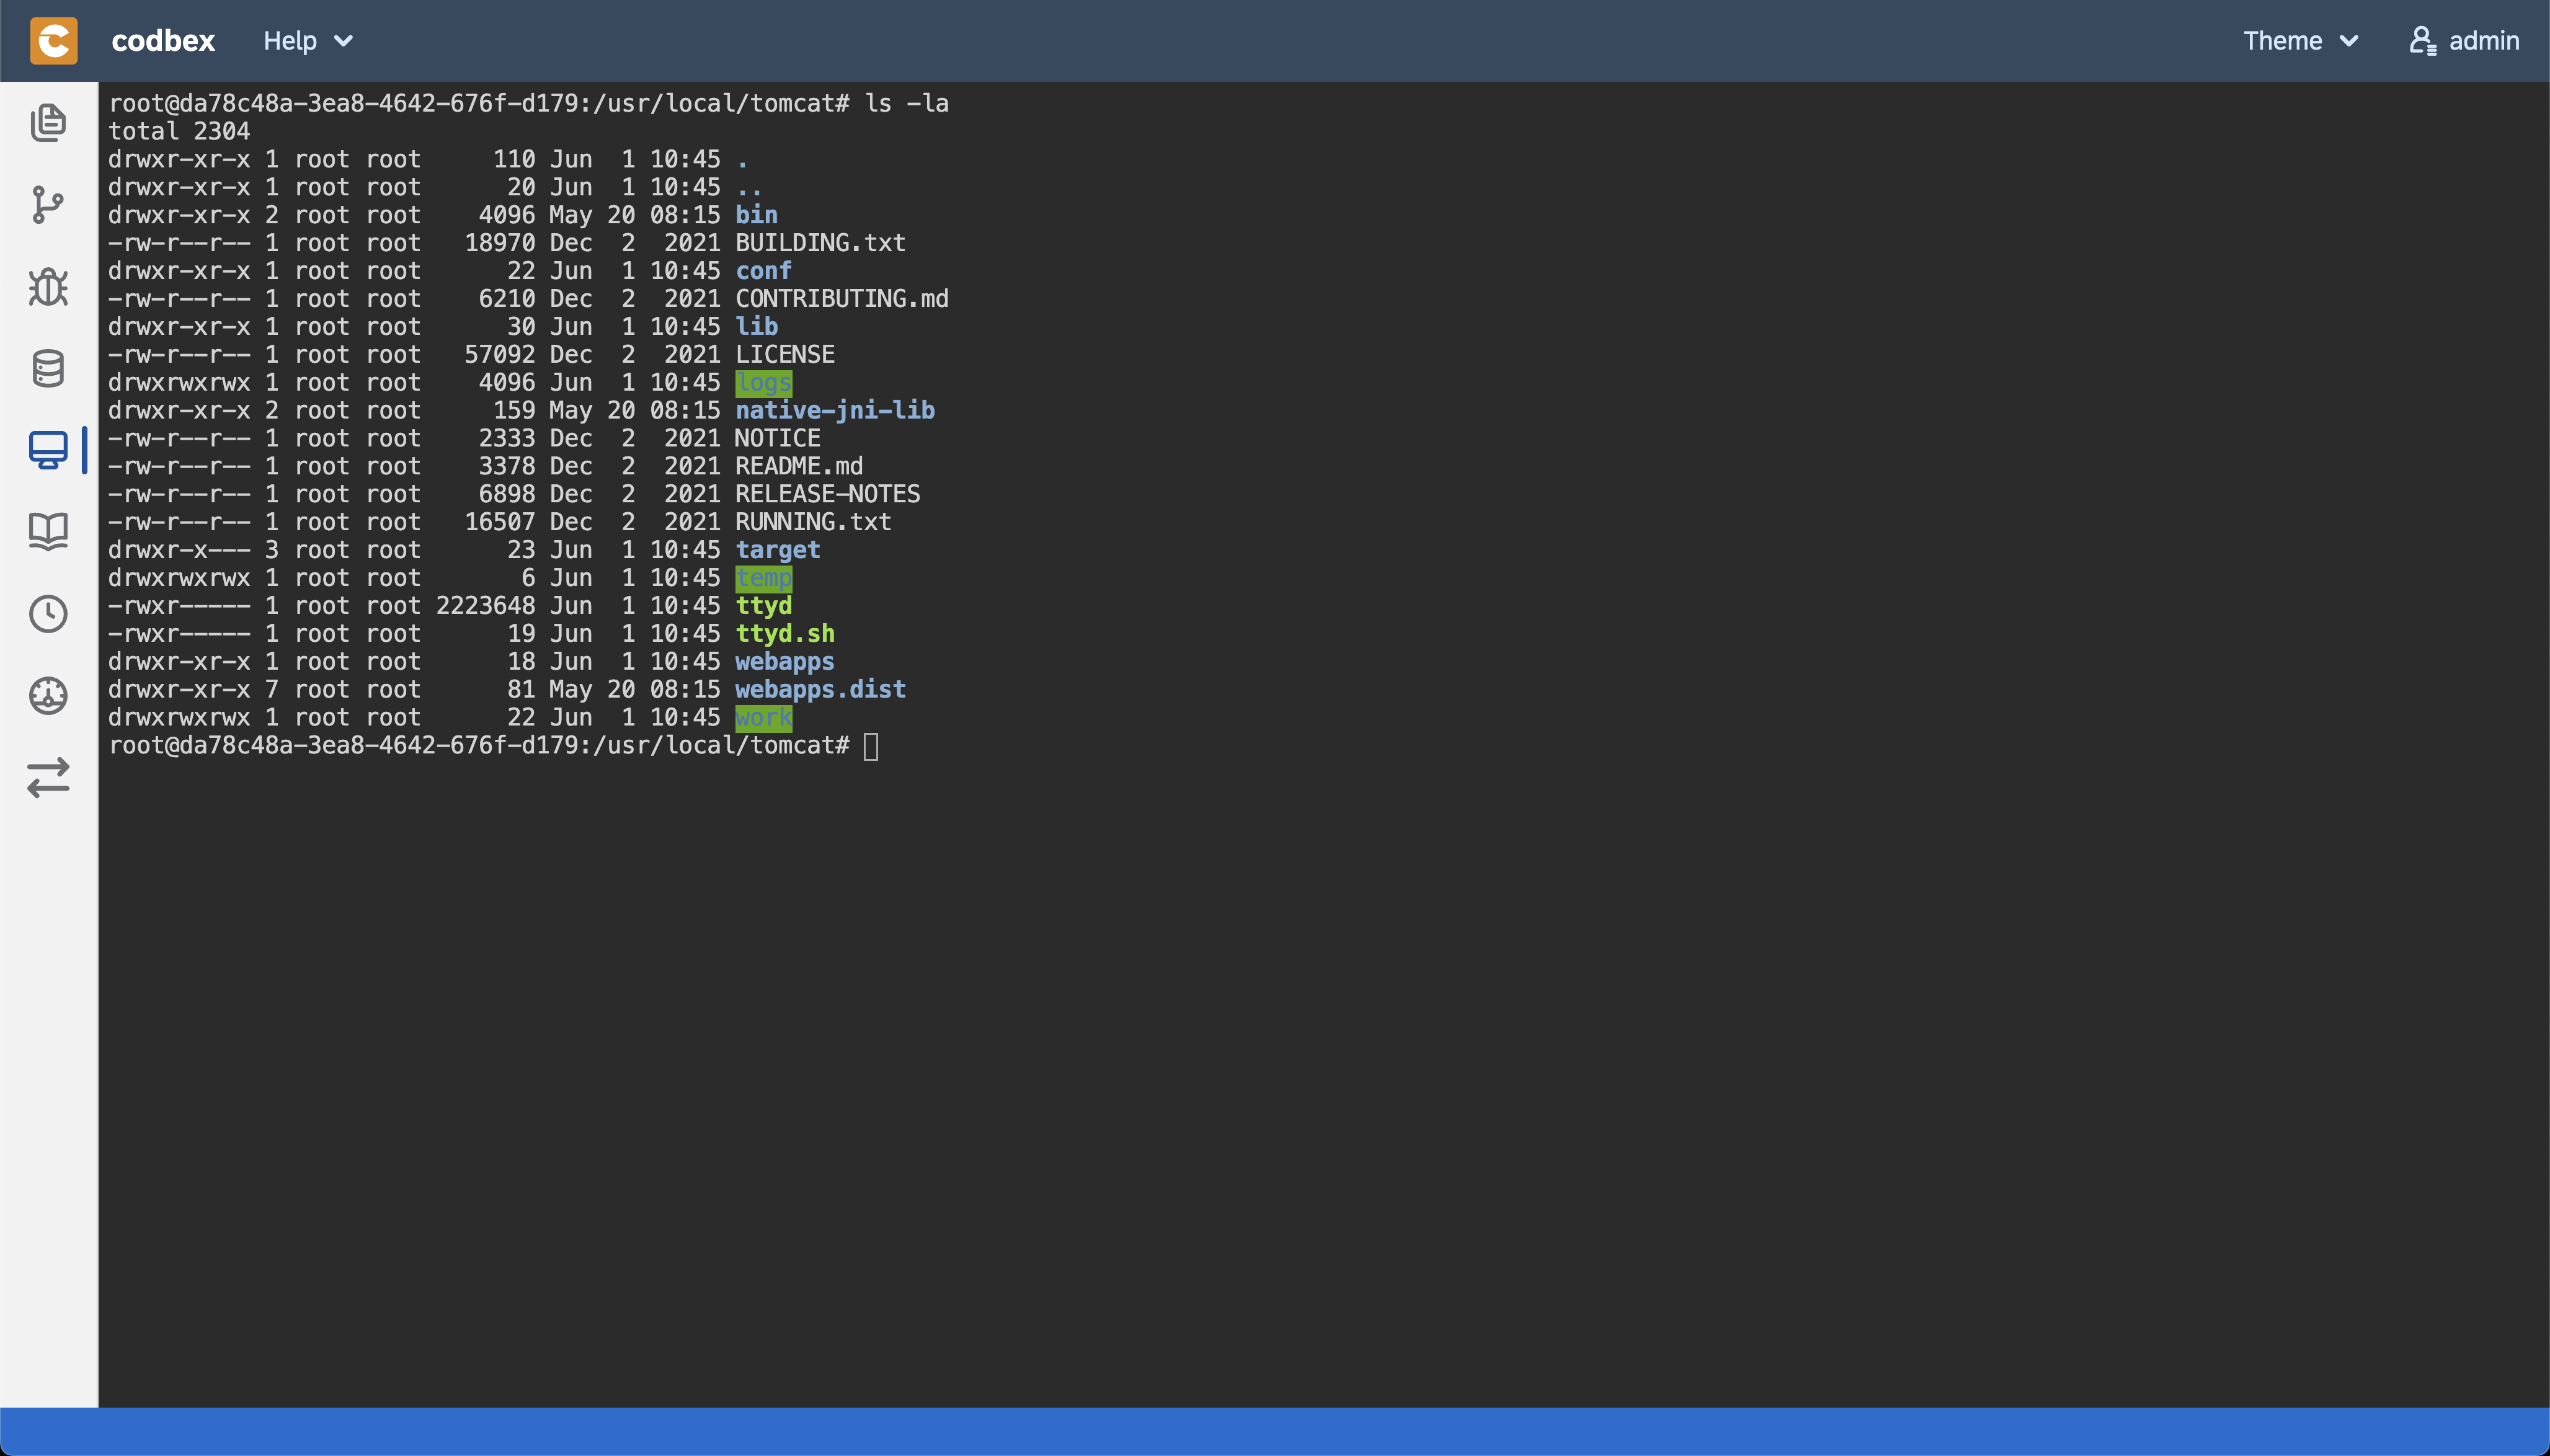 codbex Help Theme admin
root@da78c48a-3ea8-4642-676f-d179:/usr/local/tomcat# ls -la
total 2304
drwxr-xr-x 1 root root     110 Jun  1 10:45 .
drwxr-xr-x 1 root root      20 Jun  1 10:45 ..
drwxr-xr-x 2 root root    4096 May 20 08:15 bin
-rw-r--r-- 1 root root   18970 Dec  2  2021 BUILDING.txt
drwxr-xr-x 1 root root      22 Jun  1 10:45 conf
-rw-r--r-- 1 root root    6210 Dec  2  2021 CONTRIBUTING.md
drwxr-xr-x 1 root root      30 Jun  1 10:45 lib
-rw-r--r-- 1 root root   57092 Dec  2  2021 LICENSE
drwxrwxrwx 1 root root    4096 Jun  1 10:45 logs
drwxr-xr-x 2 root root     159 May 20 08:15 native-jni-lib
-rw-r--r-- 1 root root    2333 Dec  2  2021 NOTICE
-rw-r--r-- 1 root root    3378 Dec  2  2021 README.md
-rw-r--r-- 1 root root    6898 Dec  2  2021 RELEASE-NOTES
-rw-r--r-- 1 root root   16507 Dec  2  2021 RUNNING.txt
drwxr-x--- 3 root root      23 Jun  1 10:45 target
drwxrwxrwx 1 root root       6 Jun  1 10:45 temp
-rwxr----- 1 root root 2223648 Jun  1 10:45 ttyd
-rwxr----- 1 root root      19 Jun  1 10:45 ttyd.sh
drwxr-xr-x 1 root root      18 Jun  1 10:45 webapps
drwxr-xr-x 7 root root      81 May 20 08:15 webapps.dist
drwxrwxrwx 1 root root      22 Jun  1 10:45 work
root@da78c48a-3ea8-4642-676f-d179:/usr/local/tomcat#